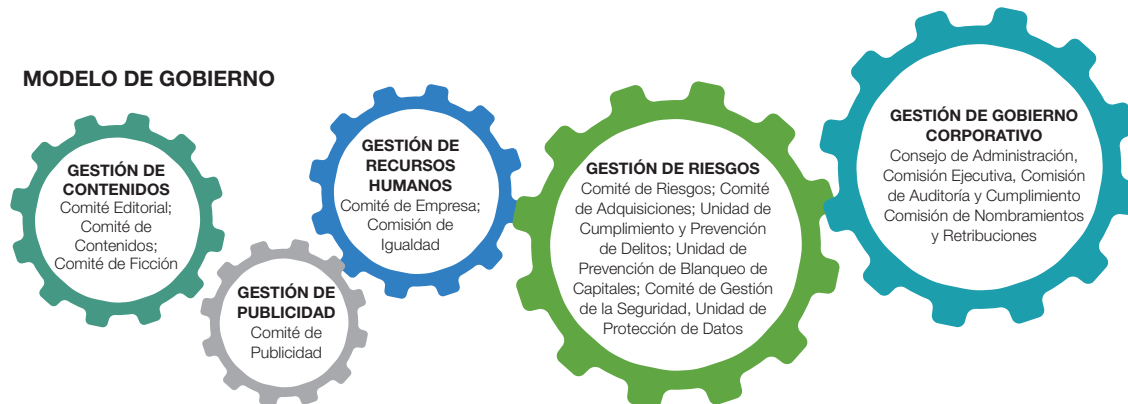 MODELO DE GOBIERNO
GESTIÓN DE
CONTENIDOS
Comité Editorial;
Comité de
Contenidos;
Comité de Ficción
GESTIÓN DE
PUBLICIDAD
Comité de
Publicidad
GESTIÓN DE
RECURSOS
HUMANOS
Comité de Empresa;
Comisión de
Igualdad
GESTIÓN DE RIESGOS
Comité de Riesgos; Comité
de Adquisiciones; Unidad de
Cumplimiento y Prevención
de Delitos; Unidad de
Prevención de Blanqueo de
Capitales; Comité de Gestión
de la Seguridad, Unidad de
Protección de Datos
GESTIÓN DE GOBIERNO
CORPORATIVO
Consejo de Administración,
Comisión Ejecutiva, Comisión
de Auditoría y Cumplimiento
Comisión de Nombramientos
y Retribuciones